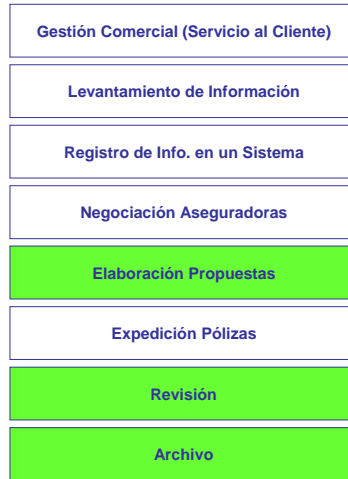 Gestión Comercial (Servicio al Cliente)
Levantamiento de Información
Registro de Info. en un Sistema
Negociación Aseguradoras
Elaboración Propuestas
Expedición Pólizas
Revisión
Archivo